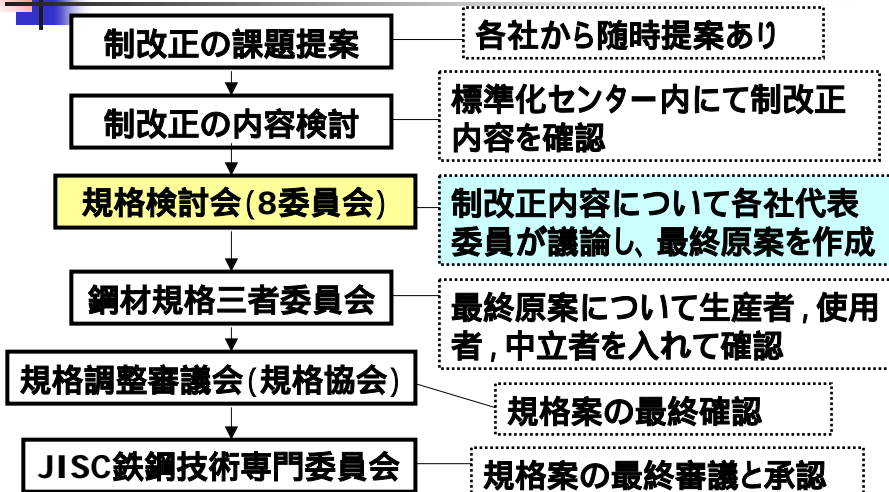 制改正の課題提案
各社から随時提案あり
制改正の内容検討
標準化センター内にて制改正
内容を確認
規格検討会(8委員会)
制改正内容について各社代表
委員が議論し、最終原案を作成
鋼材規格三者委員会
最終原案について生産者,使用
者,中立者を入れて確認
規格調整審議会(規格協会)
規格案の最終確認
JISC鉄鋼技術専門委員会
規格案の最終審議と承認